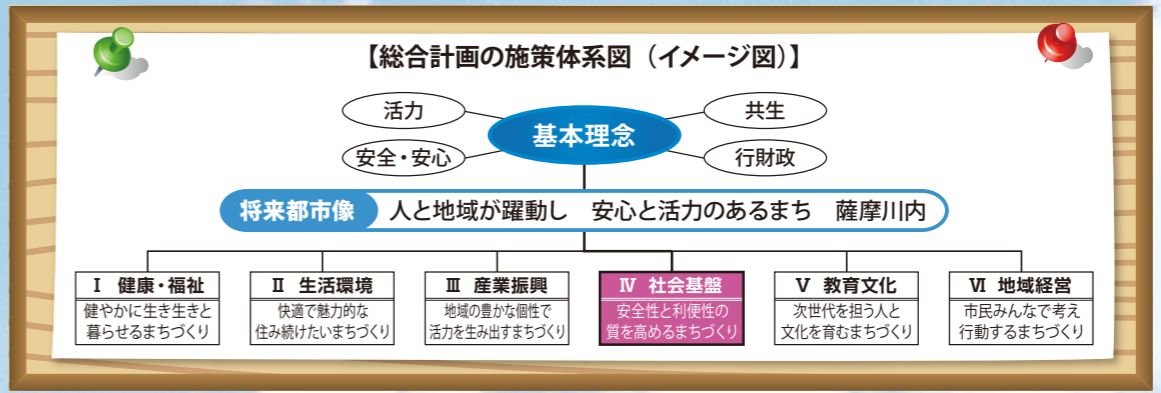 【総合計画の施策体系図（イメージ図）】
活力
共生
基本理念
安全・安心
行財政
将来都市像 人と地域が躍動し 安心と活力のあるまち 薩摩川内
Ⅰ 健康・福祉
健やかに生き生きと
暮らせるまちづくり
Ⅱ 生活環境
快適で魅力的な
住み続けたいまちづくり
Ⅲ 産業振興
地域の豊かな個性で
活力を生み出すまちづくり
Ⅳ 社会基盤
安全性と利便性の
質を高めるまちづくり
Ⅴ 教育文化
次世代を担う人と
文化を育むまちづくり
Ⅵ 地域経営
市民みんなで考え
行動するまちづくり